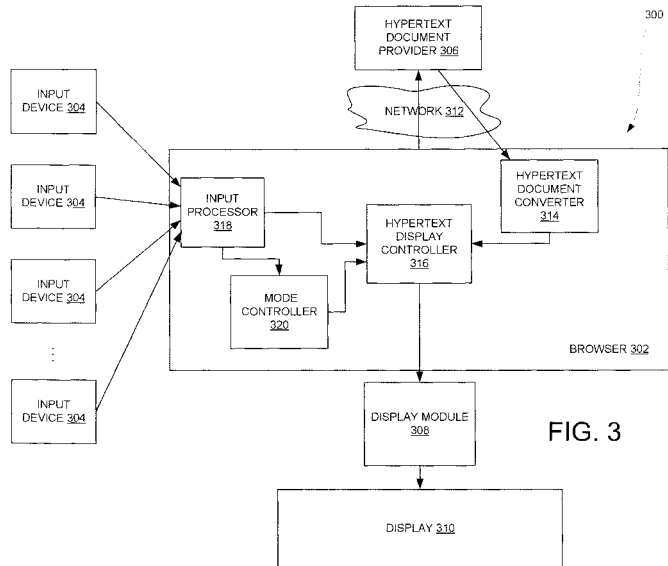 HYPERTEXT
DOCUMENT
PROVIDER 306
300
INPUT
DEVICE 304
NETWORK 312
INPUT
DEVICE 304
INPUT
PROCESSOR
318
HYPERTEXT
DOCUMENT
CONVERTER
314
HYPERTEXT
DISPLAY
CONTROLLER
316
INPUT
DEVICE 304
MODE
CONTROLLER
320
BROWSER 302
INPUT
DEVICE 304
DISPLAY MODULE
308
FIG. 3
DISPLAY 310